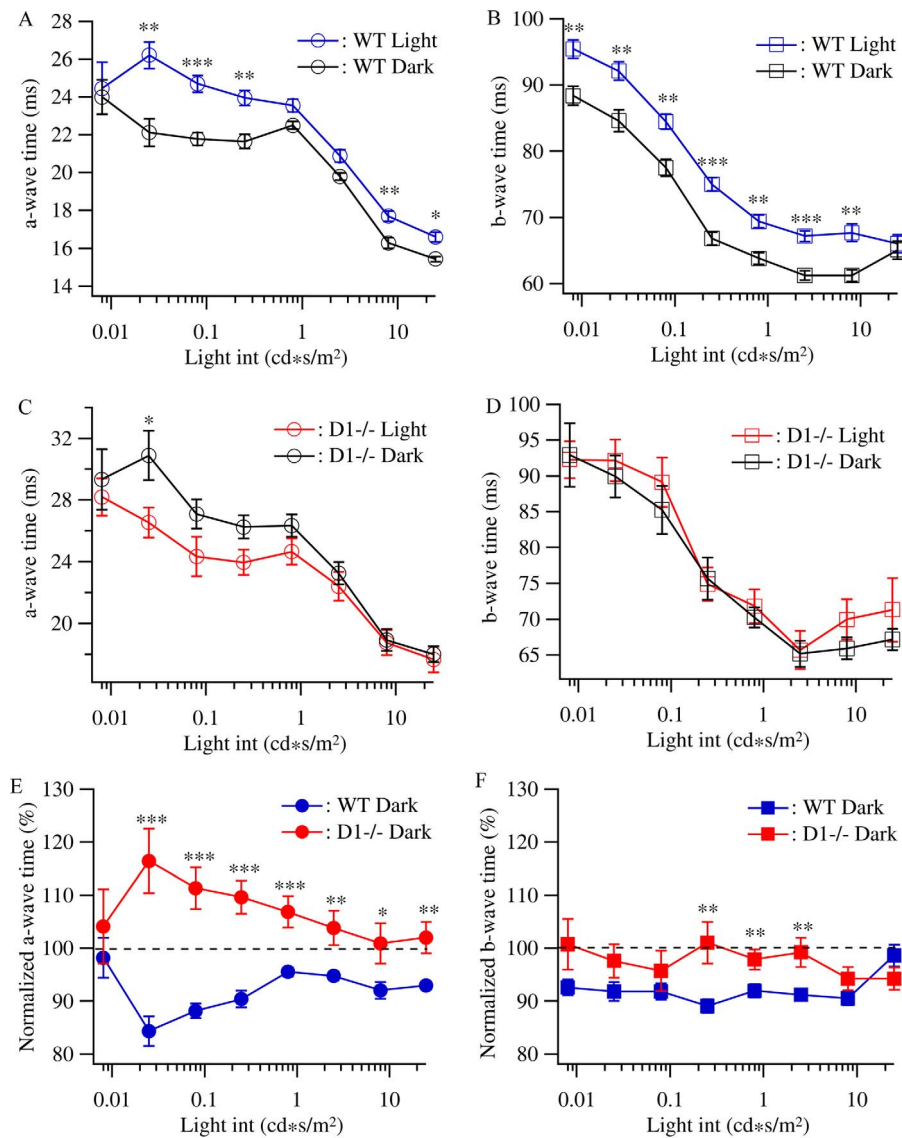 A
28
26
24
22
20
18
16
14
a-wave time (ms)
**
***
**
**
*
: WT Light
: WT Dark
0.01 0.1 1 10
Light int (cd∗s/m²)
B
100
90
80
70
60
b-wave time (ms)
**
**
**
***
**
***
**
: WT Light
: WT Dark
0.01 0.1 1 10
Light int (cd∗s/m²)
C
32
28
24
20
a-wave time (ms)
*
: D1-/- Light
: D1-/- Dark
0.01 0.1 1 10
Light int (cd∗s/m²)
D
100
95
90
85
80
75
70
65
b-wave time (ms)
: D1-/- Light
: D1-/- Dark
0.01 0.1 1 10
Light int (cd∗s/m²)
E
130
120
110
100
90
80
Normalized a-wave time (%)
***
***
***
***
**
*
**
: WT Dark
: D1-/- Dark
0.01 0.1 1 10
Light int (cd∗s/m²)
F
130
120
110
100
90
80
Normalized b-wave time (%)
**
**
**
: WT Dark
: D1-/- Dark
0.01 0.1 1 10
Light int (cd∗s/m²)